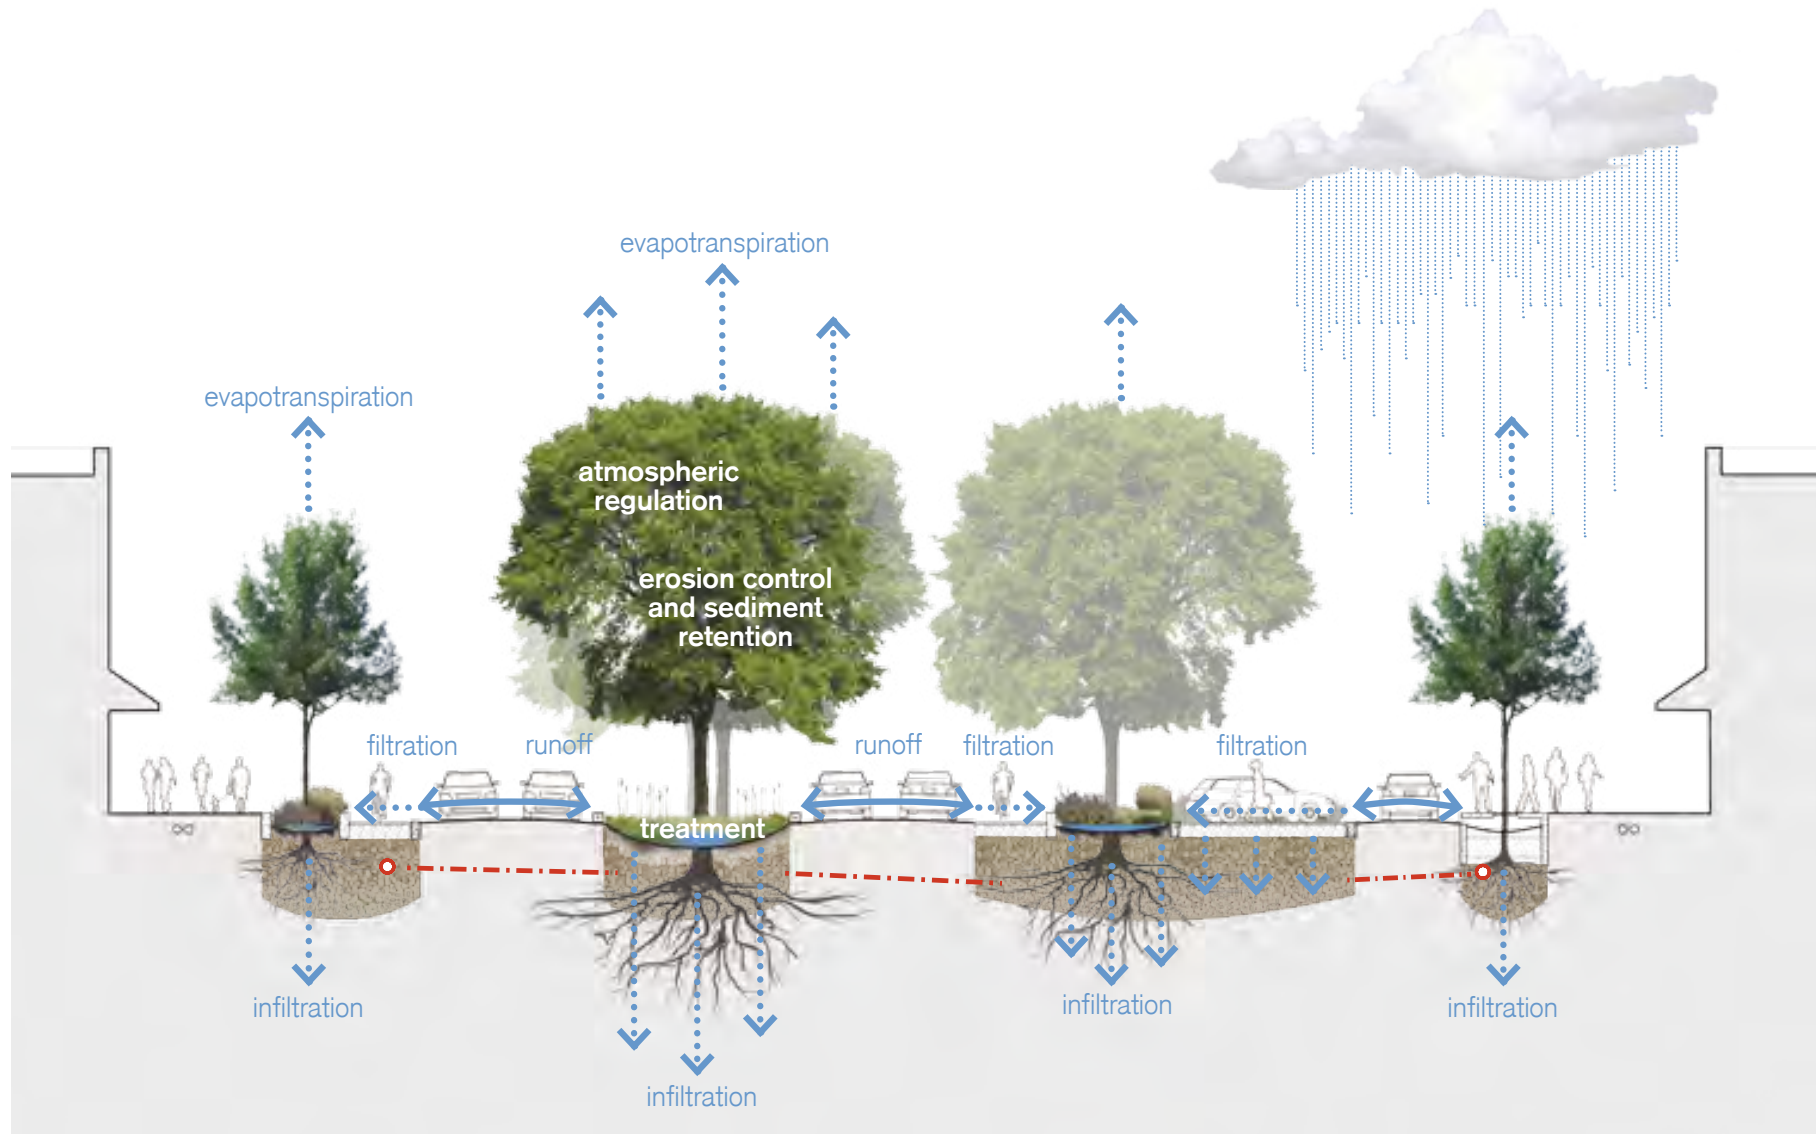 evapotranspiration
evapotranspiration
atmospheric
regulation
erosion control
and sediment
retention
filtration
runoff
runoff
filtration
filtration
treatment
infiltration
infiltration
infiltration
infiltration